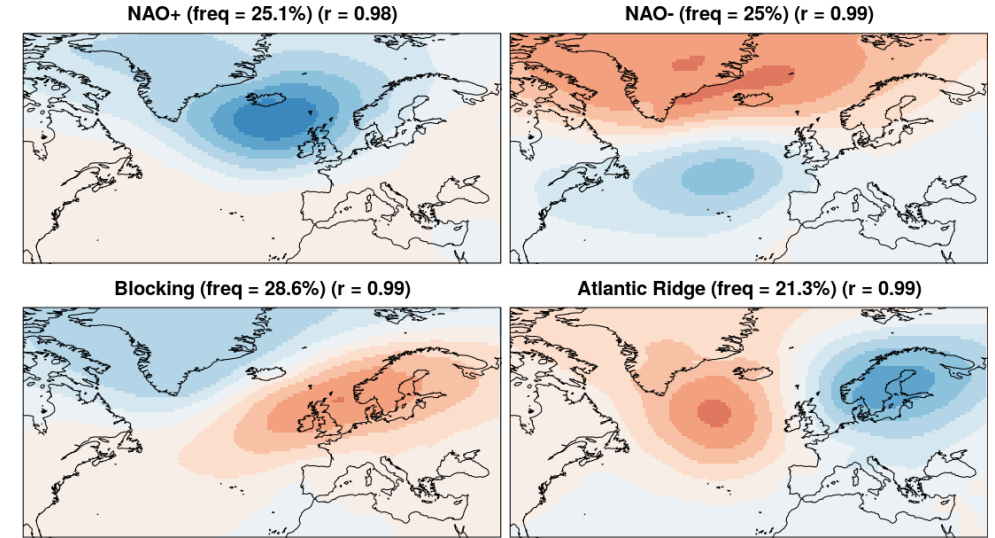 NAO+ (freq = 25.1%) (r = 0.98)
NAO- (freq = 25%) (r = 0.99)
Blocking (freq = 28.6%) (r = 0.99)
Atlantic Ridge (freq = 21.3%) (r = 0.99)